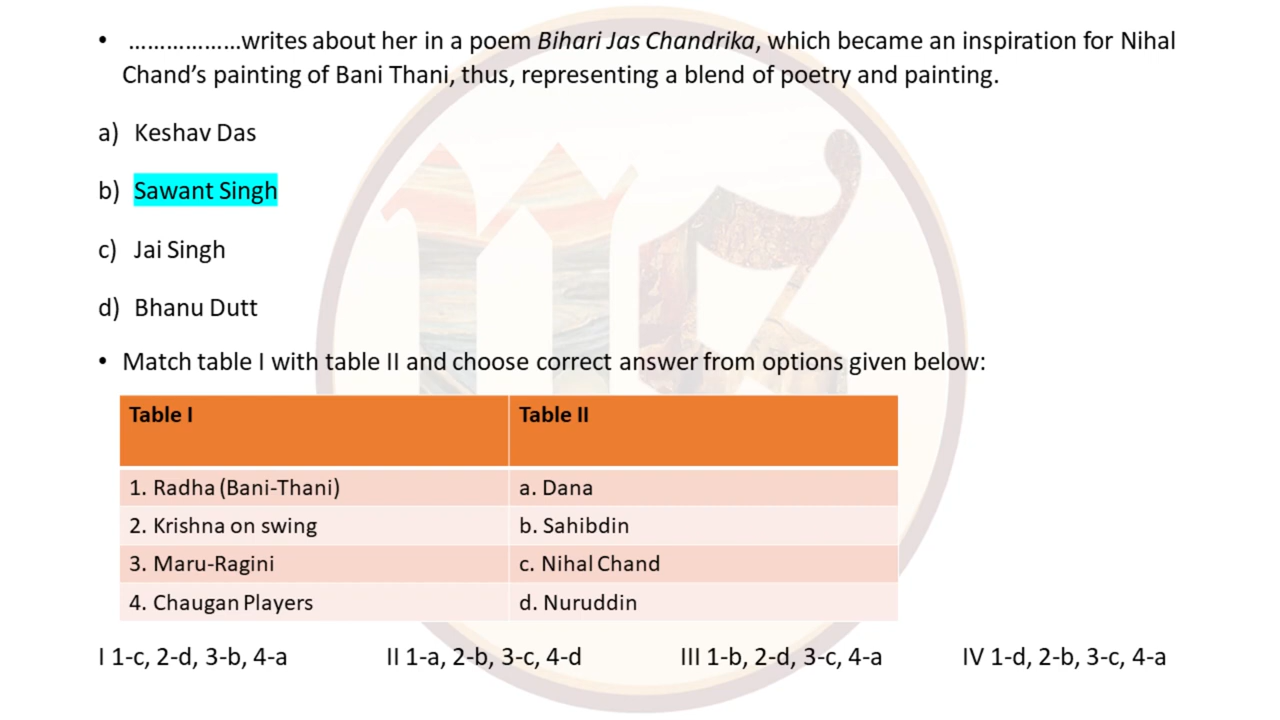 • ..................writes about her in a poem Bihari Jas Chandrika, which became an inspiration for Nihal
Chand’s painting of Bani Thani, thus, representing a blend of poetry and painting.
a) Keshav Das
b) Sawant Singh
c) Jai Singh
d) Bhanu Dutt
• Match table I with table II and choose correct answer from options given below:
Table I Table II
1. Radha (Bani-Thani) a. Dana
2. Krishna on swing b. Sahibdin
3. Maru-Ragini c. Nihal Chand
4. Chaugan Players d. Nuruddin
I 1-c, 2-d, 3-b, 4-a II 1-a, 2-b, 3-c, 4-d III 1-b, 2-d, 3-c, 4-a IV 1-d, 2-b, 3-c, 4-a